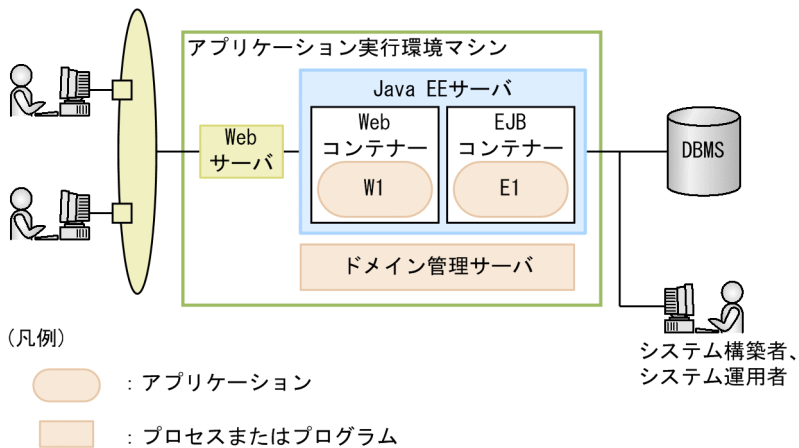 アプリケーション実行環境マシン
Java EEサーバ
Web
サーバ
Web
コンテナー
W1
EJB
コンテナー
E1
DBMS
ドメイン管理サーバ
システム構築者、
システム運用者
(凡例)
：アプリケーション
：プロセスまたはプログラム